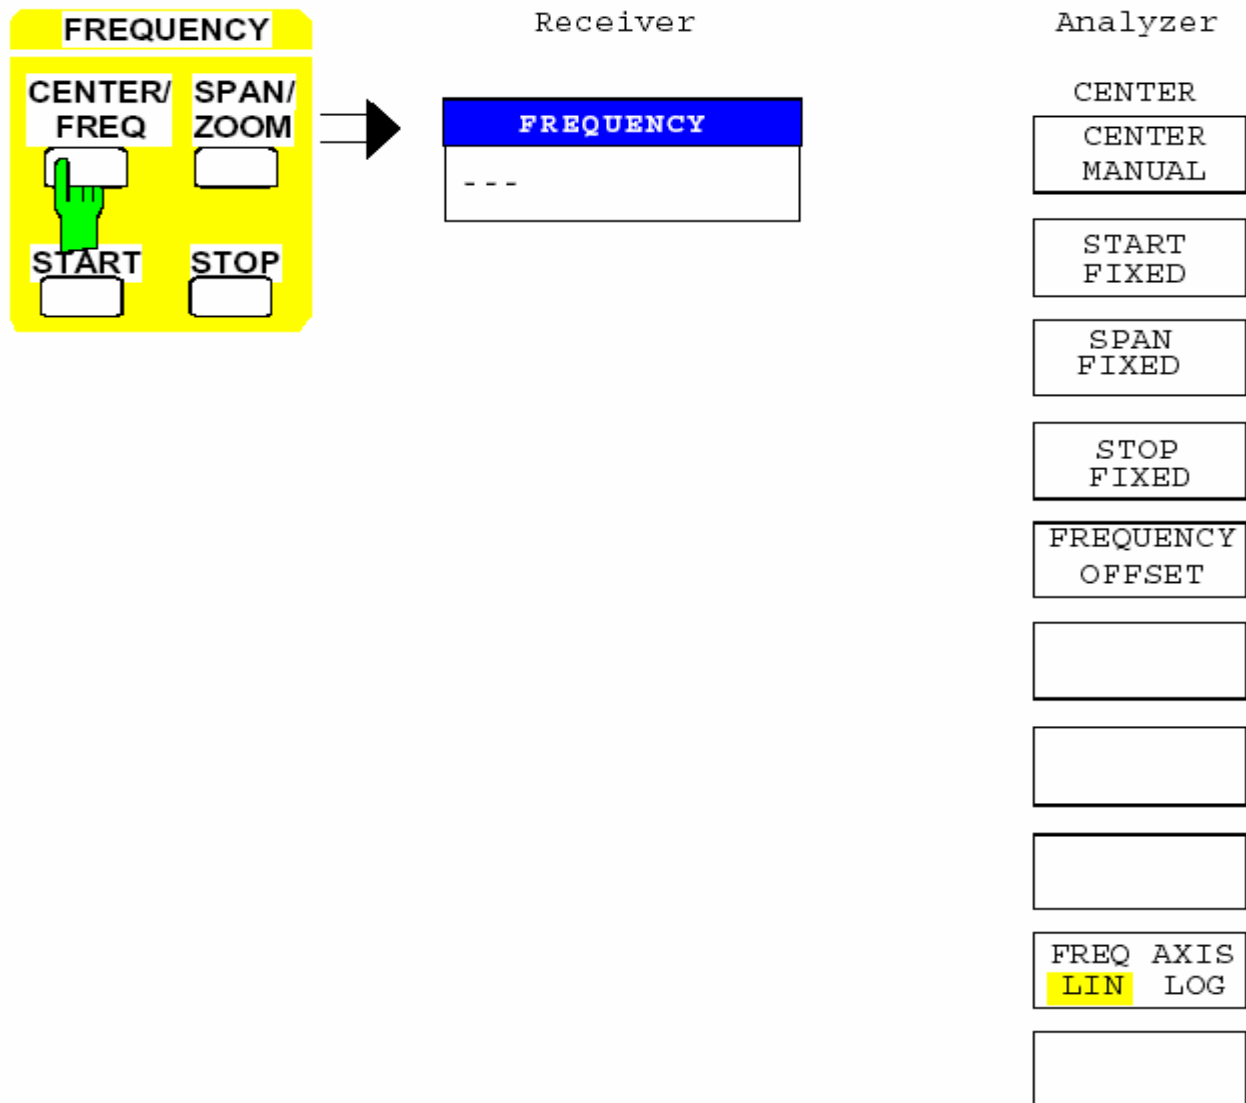 FREQUENCY
CENTER/
FREQ
SPAN/
ZOOM
START
STOP
Receiver
FREQUENCY
---
Analyzer
CENTER
CENTER
MANUAL
START
FIXED
SPAN
FIXED
STOP
FIXED
FREQUENCY
OFFSET
FREQ AXIS
LIN LOG